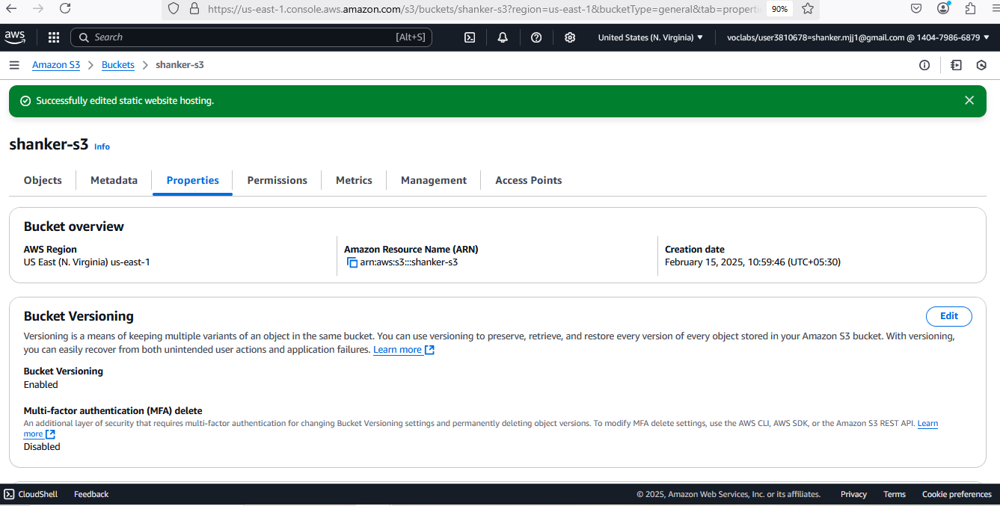 https://us-east-1.console.aws.amazon.com/s3/buckets/shanker-s3?region=us-east-1&bucketType=general&tab=properti 90%
aws Search [Alt+S] United States (N. Virginia) ▼ voclabs/user3810678=shanker.mjj1@gmail.com @ 1404-7986-6879 ▼
Amazon S3 > Buckets > shanker-s3
Successfully edited static website hosting.
shanker-s3 Info
Objects Metadata Properties Permissions Metrics Management Access Points
Bucket overview
AWS Region
US East (N. Virginia) us-east-1
Amazon Resource Name (ARN)
arn:aws:s3:::shanker-s3
Creation date
February 15, 2025, 10:59:46 (UTC+05:30)
Bucket Versioning
Edit
Versioning is a means of keeping multiple variants of an object in the same bucket. You can use versioning to preserve, retrieve, and restore every version of every object stored in your Amazon S3 bucket. With versioning,
you can easily recover from both unintended user actions and application failures. Learn more
Bucket Versioning
Enabled
Multi-factor authentication (MFA) delete
An additional layer of security that requires multi-factor authentication for changing Bucket Versioning settings and permanently deleting object versions. To modify MFA delete settings, use the AWS CLI, AWS SDK, or the Amazon S3 REST API. Learn
more
Disabled
CloudShell Feedback © 2025, Amazon Web Services, Inc. or its affiliates. Privacy Terms Cookie preferences